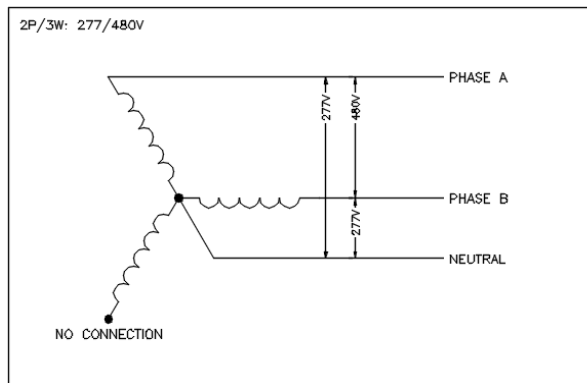 2P/3W: 277/480V
PHASE A
277V
480V
PHASE B
277V
NEUTRAL
NO CONNECTION